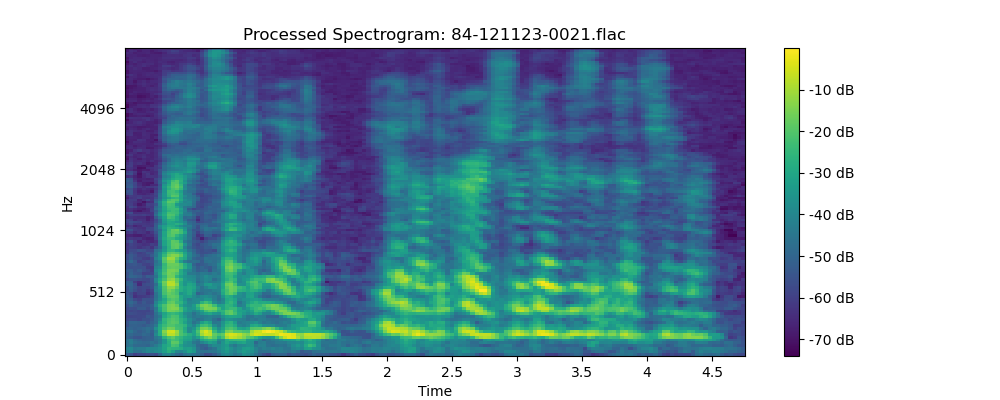 Processed Spectrogram: 84-121123-0021.flac
Hz
4096
2048
1024
512
0
0
0.5
1
1.5
2
2.5
3
3.5
4
4.5
Time
-10 dB
-20 dB
-30 dB
-40 dB
-50 dB
-60 dB
-70 dB